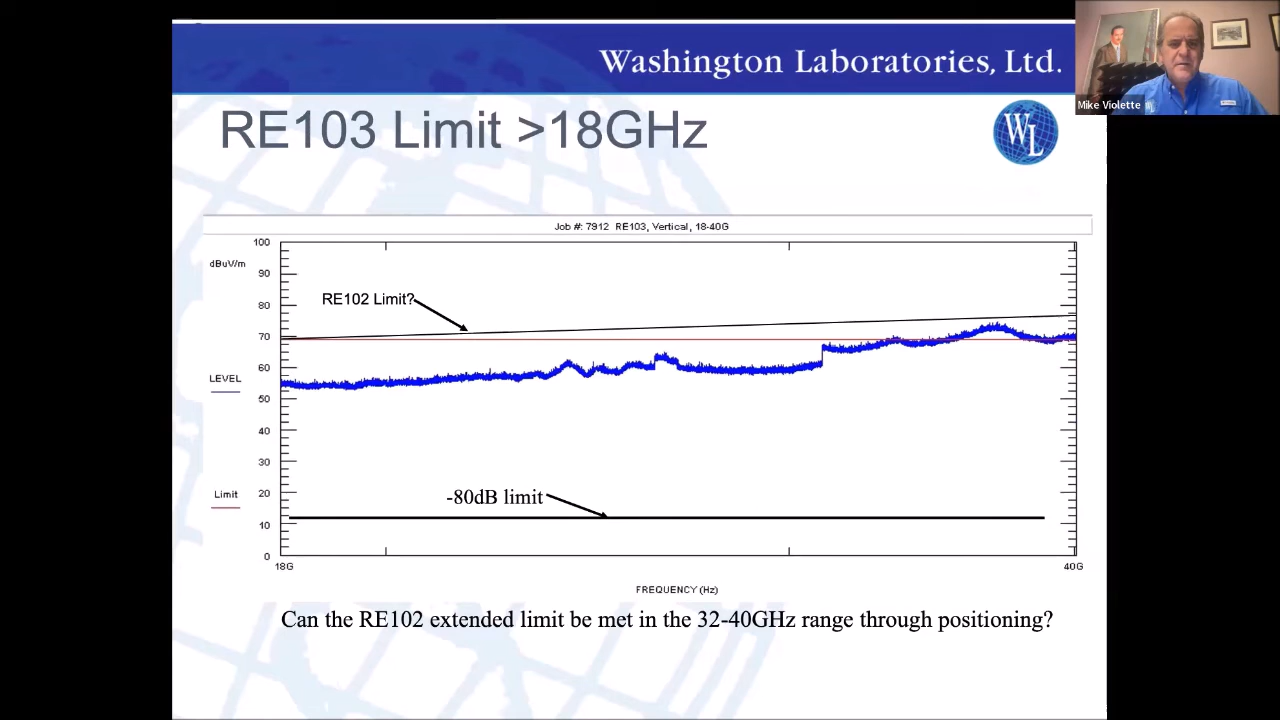 Washington Laboratories, Ltd.
Mike Violette
RE103 Limit >18GHz
WL
Job #: 7912 RE103, Vertical, 18-40G
100
dBuV/m
90
RE102 Limit?
80
70
60
LEVEL
50
40
30
Limit
20
-80dB limit
10
0
18G
40G
FREQUENCY (Hz)
Can the RE102 extended limit be met in the 32-40GHz range through positioning?